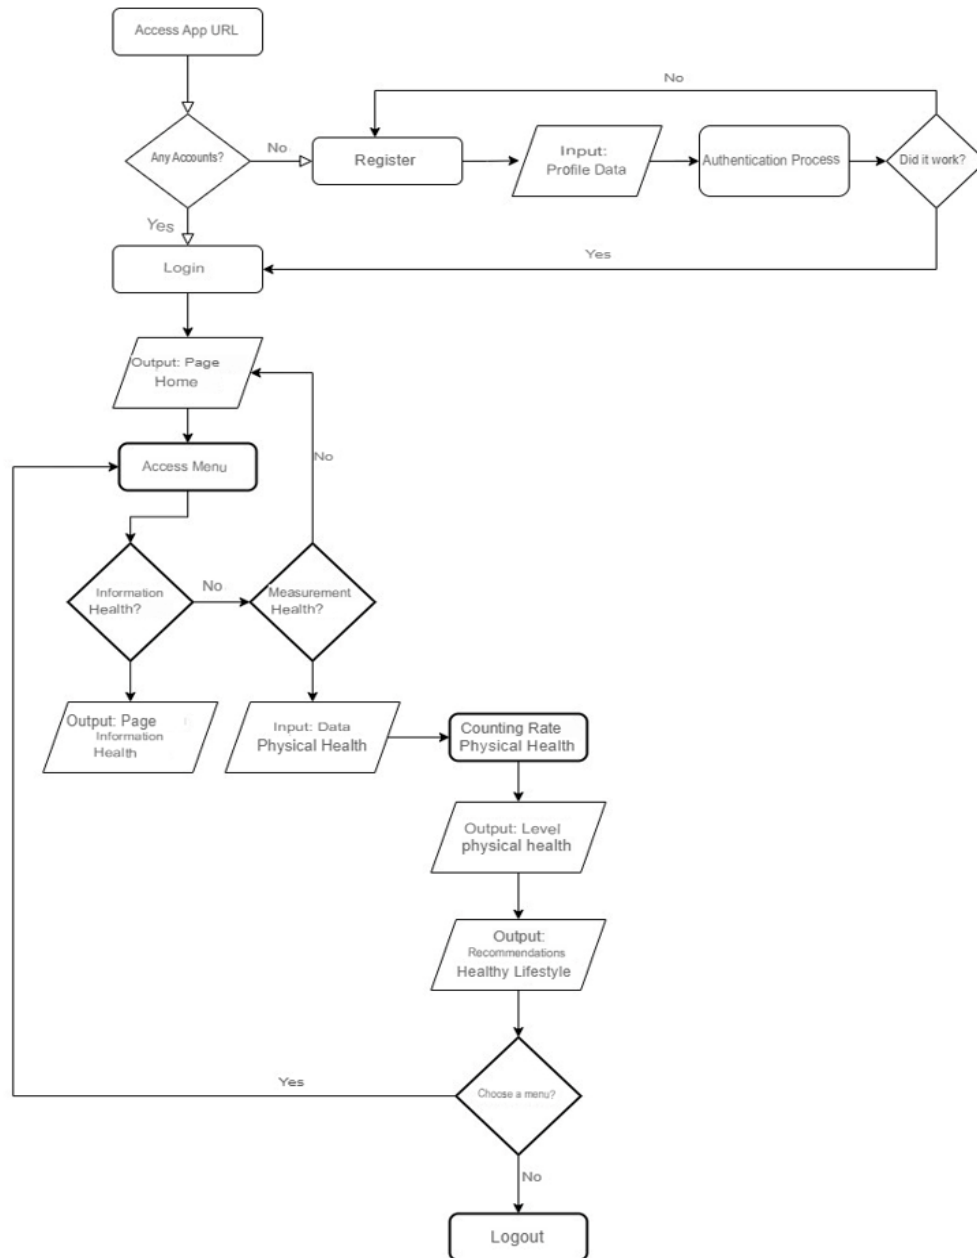 Access App URL
No
Any Accounts?
No
Register
Input:
Profile Data
Authentication Process
Did it work?
Yes
Login
Yes
Output: Page
Home
No
Access Menu
Information
Health?
No
Measurement
Health?
Output: Page
Information
Health
Input: Data
Physical Health
Counting Rate
Physical Health
Output: Level
physical health
Output:
Recommendations
Healthy Lifestyle
Yes
Choose a menu?
No
Logout